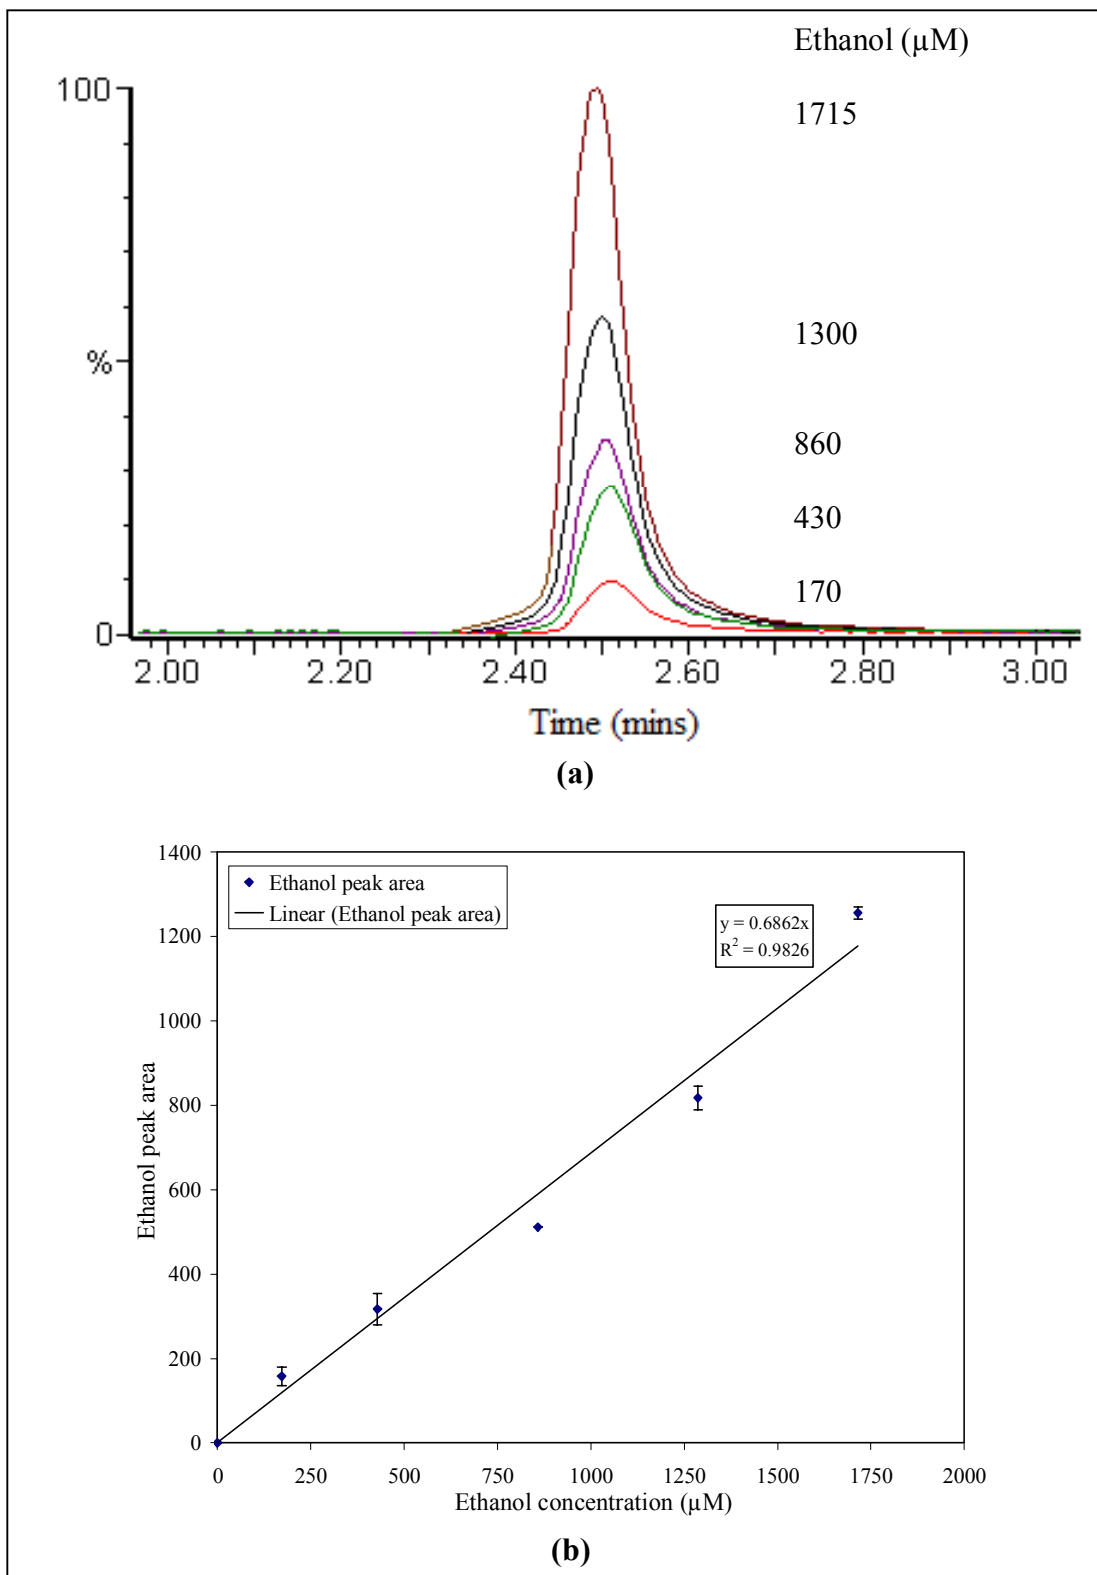 Ethanol (µM)
100
1715
1300
%
860
430
170
0
2.00 2.20 2.40 2.60 2.80 3.00
Time (mins)
(a)
1400
Ethanol peak area
Linear (Ethanol peak area)
y = 0.6862x
R² = 0.9826
1200
1000
800
600
400
200
0
Ethanol peak area
0 250 500 750 1000 1250 1500 1750 2000
Ethanol concentration (µM)
(b)